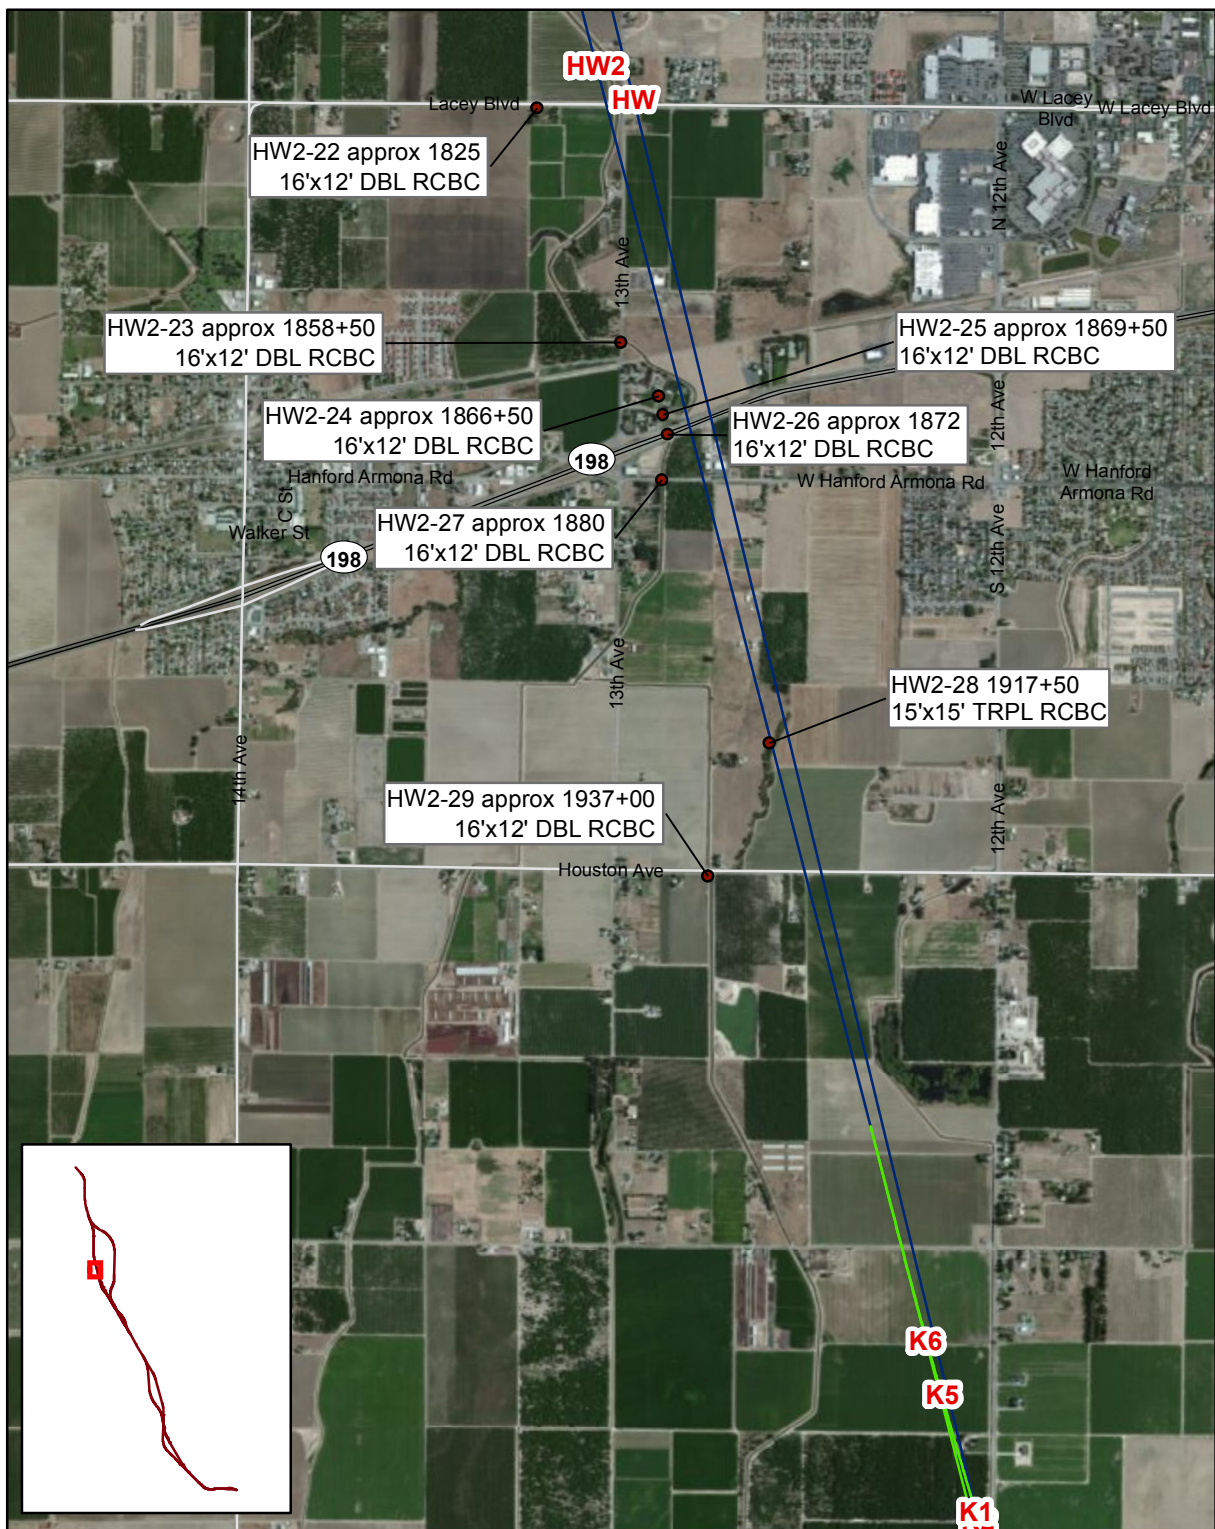 HW2
HW
Lacey Blvd
W Lacey
Blvd
W Lacey Blvd
HW2-22 approx 1825
16'x12' DBL RCBC
N 12th Ave
13th Ave
HW2-23 approx 1858+50
16'x12' DBL RCBC
HW2-25 approx 1869+50
16'x12' DBL RCBC
HW2-24 approx 1866+50
16'x12' DBL RCBC
HW2-26 approx 1872
16'x12' DBL RCBC
12th Ave
198
Hanford Armona Rd
W Hanford Armona Rd
W Hanford
Armona Rd
C St
Walker St
HW2-27 approx 1880
16'x12' DBL RCBC
198
S 12th Ave
13th Ave
HW2-28 1917+50
15'x15' TRPL RCBC
14th Ave
HW2-29 approx 1937+00
16'x12' DBL RCBC
12th Ave
Houston Ave
K6
K5
K1